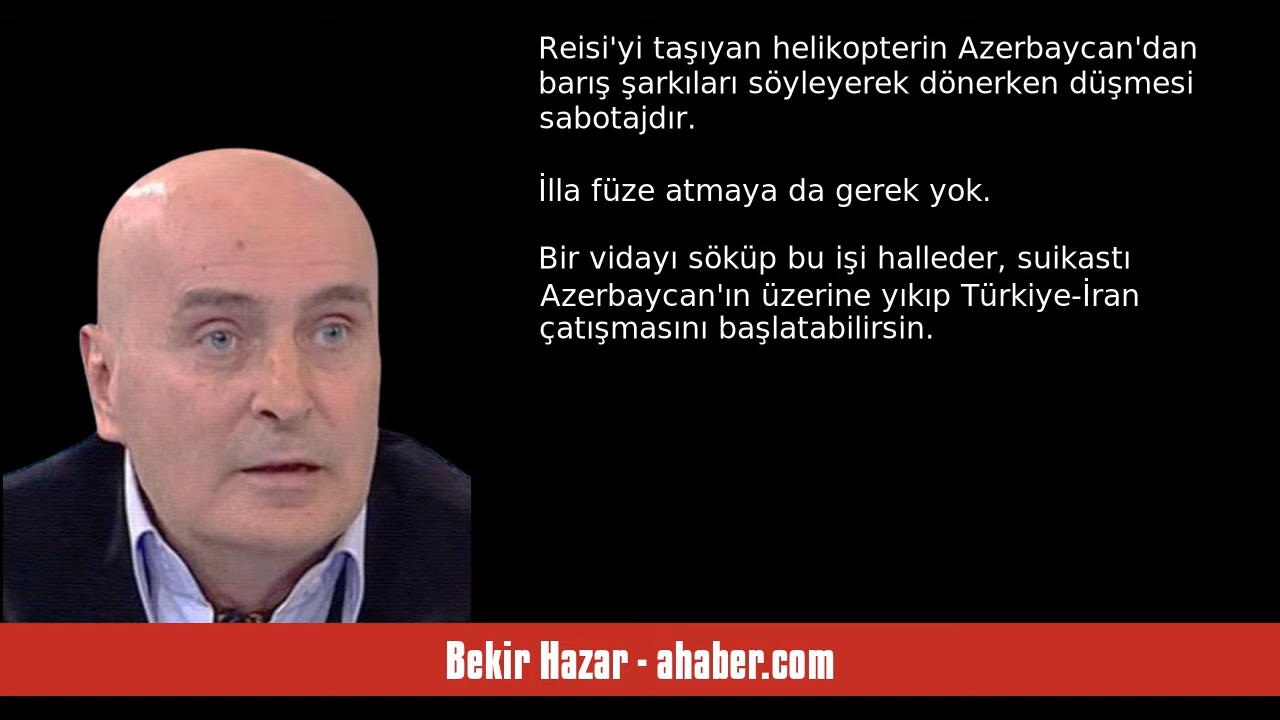 Reisi'yi taşıyan helikopterin Azerbaycan'dan
barış şarkıları söyleyerek dönerken düşmesi
sabotajdır.
İlla füze atmaya da gerek yok.
Bir vidayı söküp bu işi halleder, suikastı
Azerbaycan'ın üzerine yıkıp Türkiye-İran
çatışmasını başlatabilirsin.
Bekir Hazar - ahaber.com